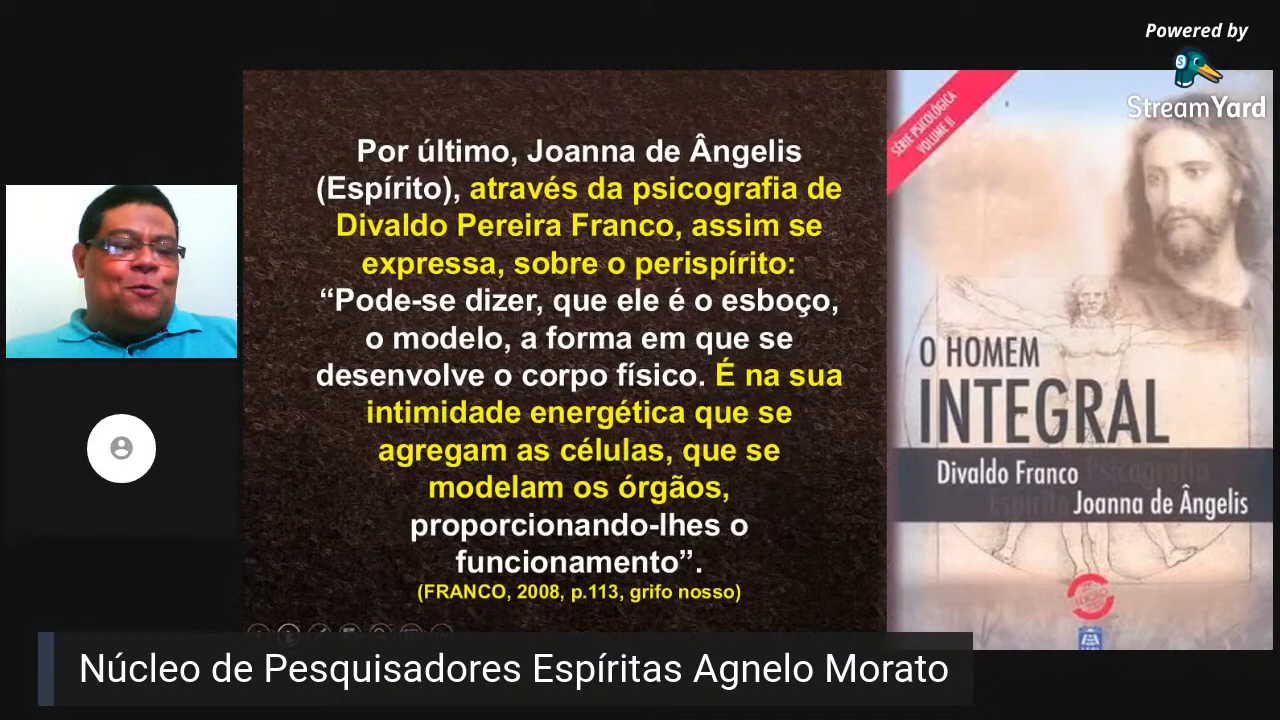 Powered by
StreamYard
Por último, Joanna de Ângelis
(Espírito), através da psicografia de
Divaldo Pereira Franco, assim se
expressa, sobre o perispírito:
“Pode-se dizer, que ele é o esboço,
o modelo, a forma em que se
desenvolve o corpo físico. É na sua
intimidade energética que se
agregam as células, que se
modelam os órgãos,
proporcionando-lhes o
funcionamento”.
(FRANCO, 2008, p.113, grifo nosso)
SÉRIE PSICOLÓGICA
VOLUME II
O HOMEM
INTEGRAL
Divaldo Franco
Joanna de Ângelis
Núcleo de Pesquisadores Espíritas Agnelo Morato